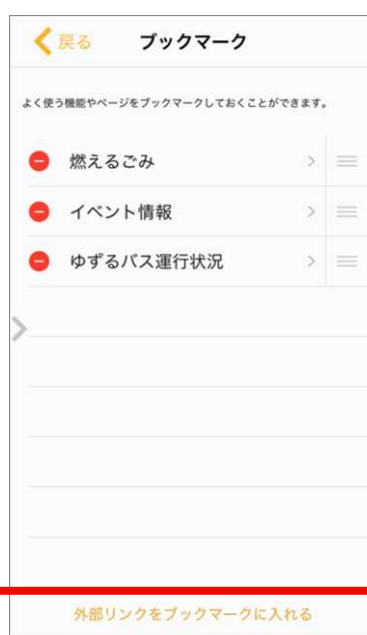 戻る ブックマーク
よく使う機能やページをブックマークしておくことができます。
燃えるごみ
イベント情報
ゆずるバス運行状況
外部リンクをブックマークに入れる